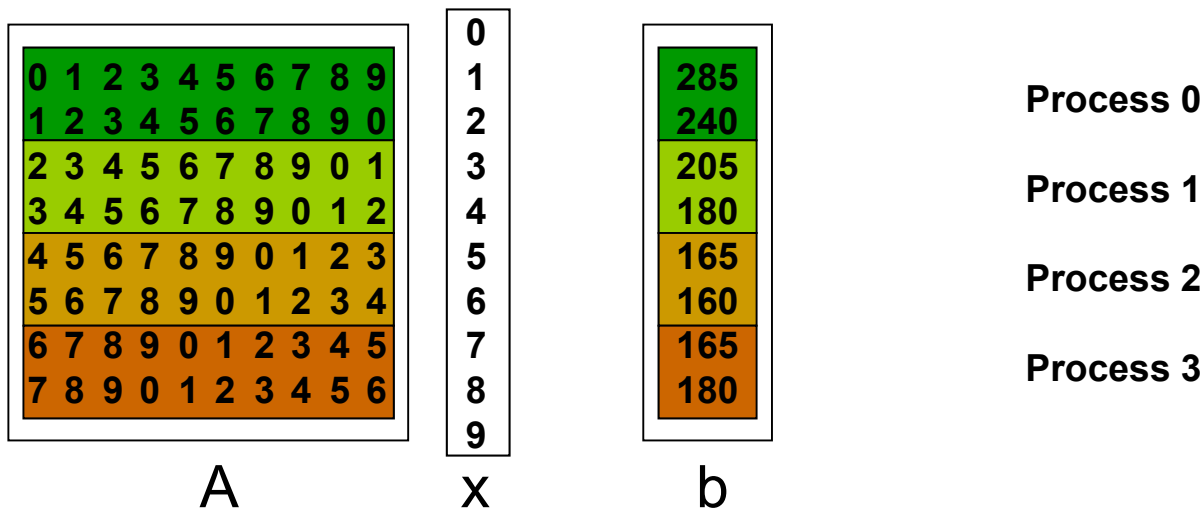 0 1 2 3 4 5 6 7 8 9
1 2 3 4 5 6 7 8 9 0
2 3 4 5 6 7 8 9 0 1
3 4 5 6 7 8 9 0 1 2
4 5 6 7 8 9 0 1 2 3
5 6 7 8 9 0 1 2 3 4
6 7 8 9 0 1 2 3 4 5
7 8 9 0 1 2 3 4 5 6
A
0
1
2
3
4
5
6
7
8
9
x
285
240
205
180
165
160
165
180
b
Process 0
Process 1
Process 2
Process 3